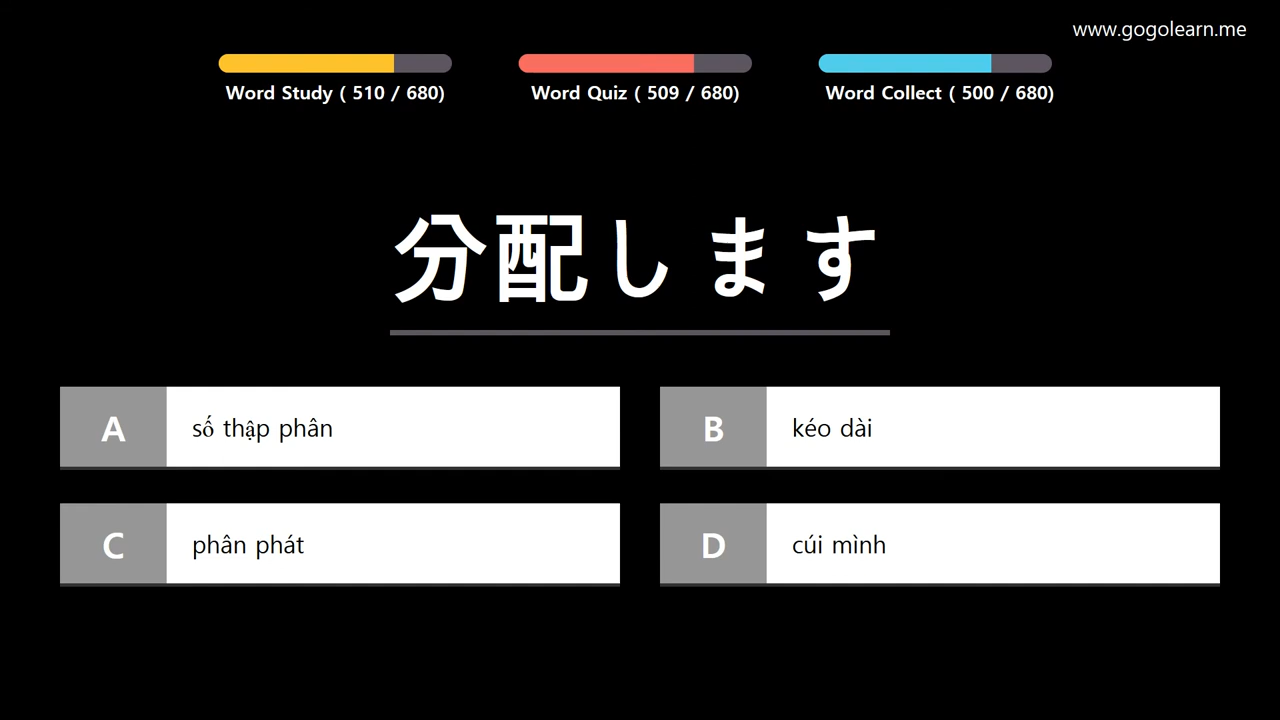 www.gogolearn.me
Word Study ( 510 / 680)
Word Quiz ( 509 / 680)
Word Collect ( 500 / 680)
分配します
A số thập phân
B kéo dài
C phân phát
D cúi mình